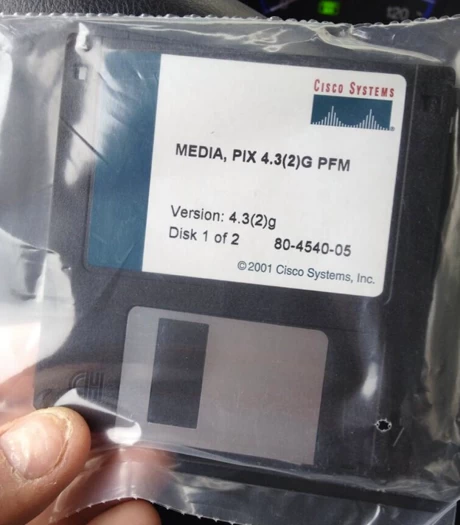 CISCO SYSTEMS
MEDIA, PIX 4.3(2)G PFM
Version: 4.3(2)g
Disk 1 of 2 80-4540-05
©2001 Cisco Systems, Inc.
120